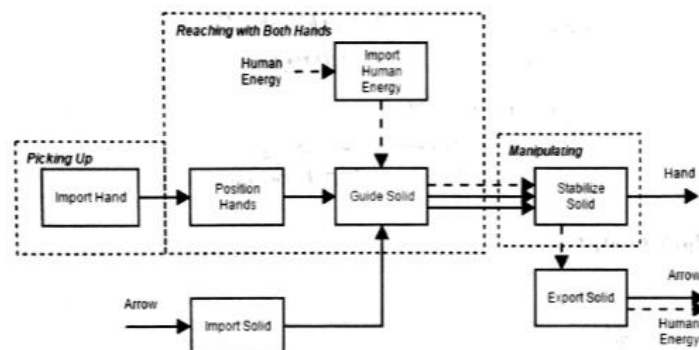 Reaching with Both Hands
Human
Energy
Import
Human
Energy
Picking Up
Manipulating
Import Hand
Position
Hands
Guide Solid
Stabilize
Solid
Hand
Arrow
Import Solid
Export Solid
Arrow
Human
Energy